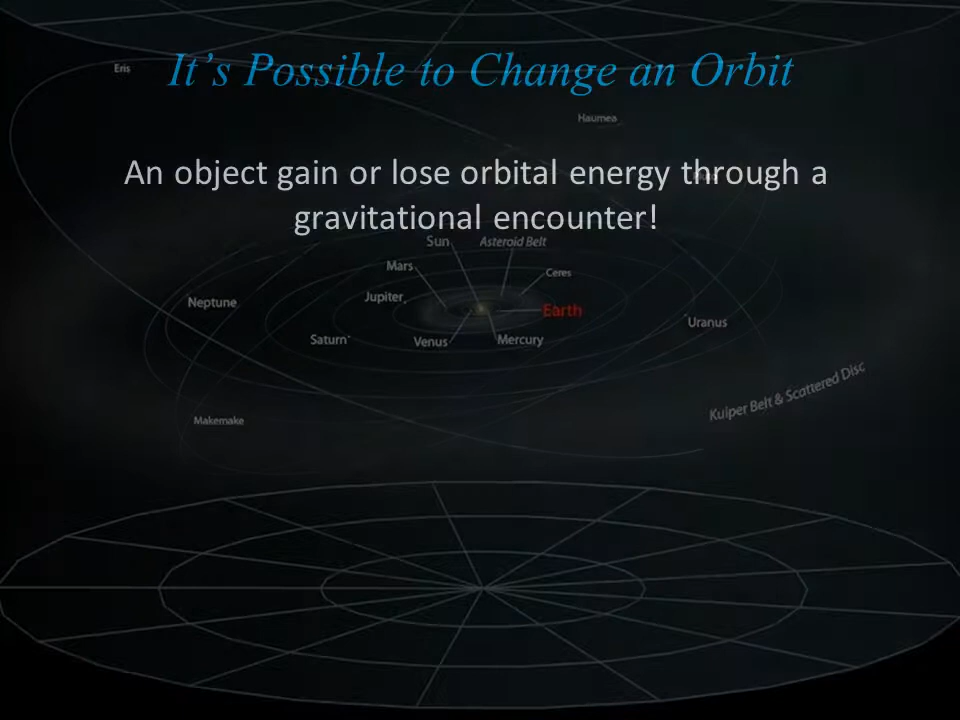 It’s Possible to Change an Orbit
Eris
Haumea
An object gain or lose orbital energy through a
gravitational encounter!
Sun
Asteroid Belt
Mars
Ceres
Jupiter
Neptune
Earth
Uranus
Saturn
Venus
Mercury
Kuiper Belt & Scattered Disc
Makemake